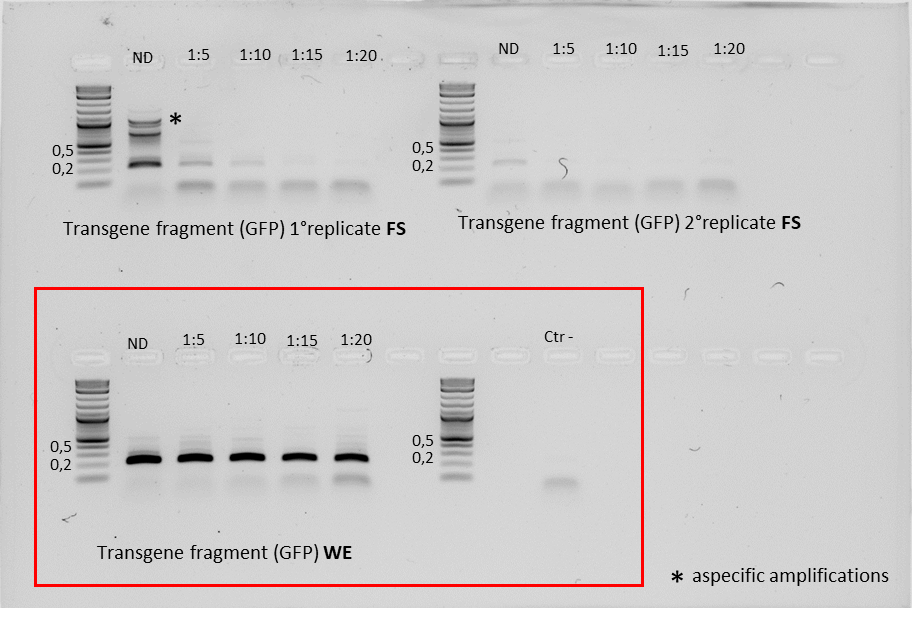 ND 1:5 1:10 1:15 1:20
ND 1:5 1:10 1:15 1:20
*
0,5
0,2
0,5
0,2
Transgene fragment (GFP) 1°replicate FS
Transgene fragment (GFP) 2°replicate FS
ND 1:5 1:10 1:15 1:20
Ctr -
0,5
0,2
0,5
0,2
Transgene fragment (GFP) WE
* aspecific amplifications